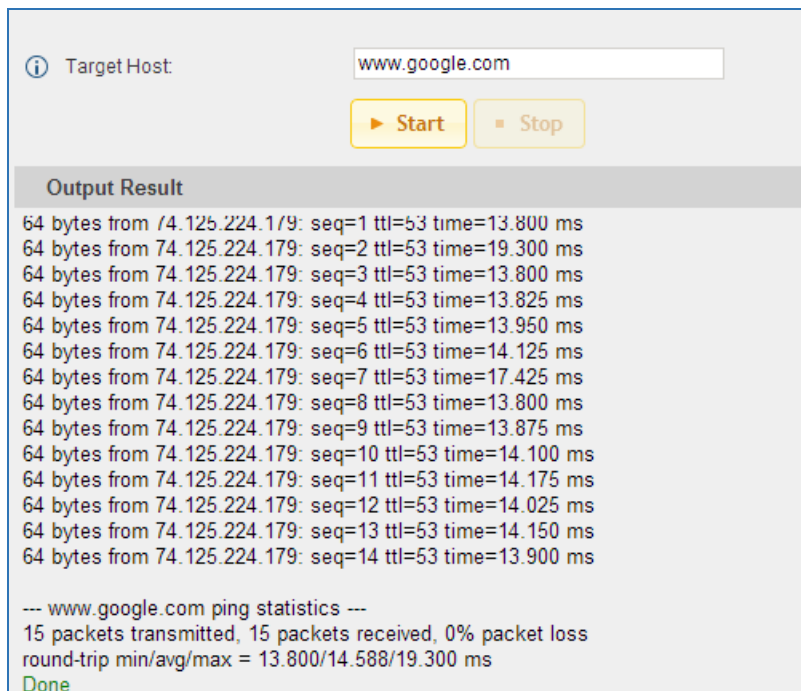 Target Host:
www.google.com
Start
Stop
Output Result
64 bytes from 74.125.224.179: seq=1 ttl=53 time=13.800 ms
64 bytes from 74.125.224.179: seq=2 ttl=53 time=19.300 ms
64 bytes from 74.125.224.179: seq=3 ttl=53 time=13.800 ms
64 bytes from 74.125.224.179: seq=4 ttl=53 time=13.825 ms
64 bytes from 74.125.224.179: seq=5 ttl=53 time=13.950 ms
64 bytes from 74.125.224.179: seq=6 ttl=53 time=14.125 ms
64 bytes from 74.125.224.179: seq=7 ttl=53 time=17.425 ms
64 bytes from 74.125.224.179: seq=8 ttl=53 time=13.800 ms
64 bytes from 74.125.224.179: seq=9 ttl=53 time=13.875 ms
64 bytes from 74.125.224.179: seq=10 ttl=53 time=14.100 ms
64 bytes from 74.125.224.179: seq=11 ttl=53 time=14.175 ms
64 bytes from 74.125.224.179: seq=12 ttl=53 time=14.025 ms
64 bytes from 74.125.224.179: seq=13 ttl=53 time=14.150 ms
64 bytes from 74.125.224.179: seq=14 ttl=53 time=13.900 ms
--- www.google.com ping statistics ---
15 packets transmitted, 15 packets received, 0% packet loss
round-trip min/avg/max = 13.800/14.588/19.300 ms
Done